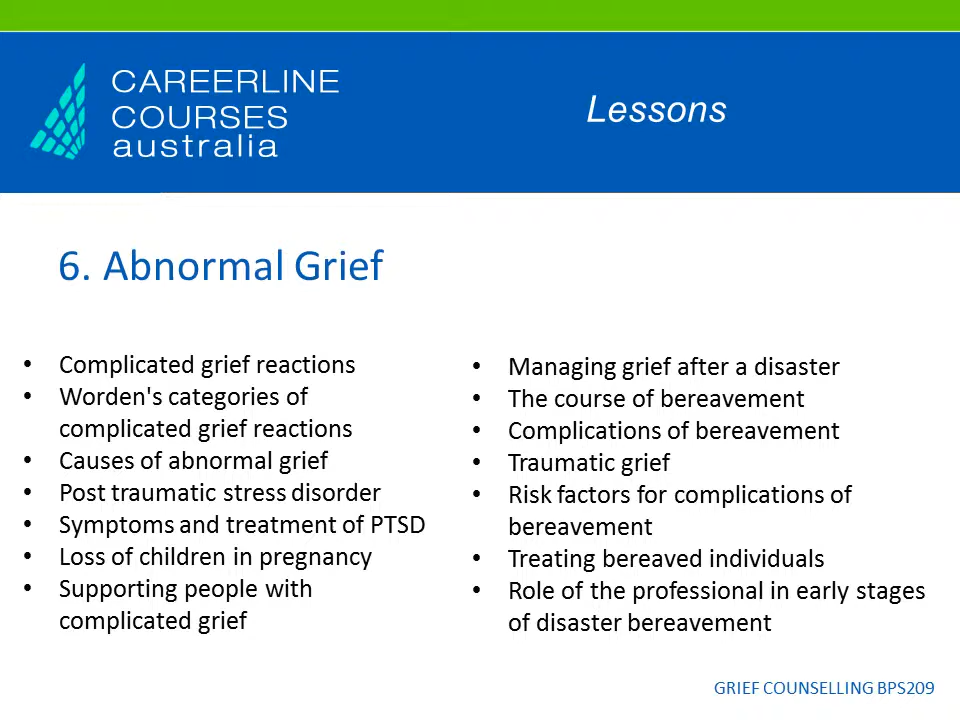 CAREERLINE
COURSES
australia
Lessons
6. Abnormal Grief
• Complicated grief reactions
• Worden's categories of
complicated grief reactions
• Causes of abnormal grief
• Post traumatic stress disorder
• Symptoms and treatment of PTSD
• Loss of children in pregnancy
• Supporting people with
complicated grief
• Managing grief after a disaster
• The course of bereavement
• Complications of bereavement
• Traumatic grief
• Risk factors for complications of
bereavement
• Treating bereaved individuals
• Role of the professional in early stages
of disaster bereavement
GRIEF COUNSELLING BPS209